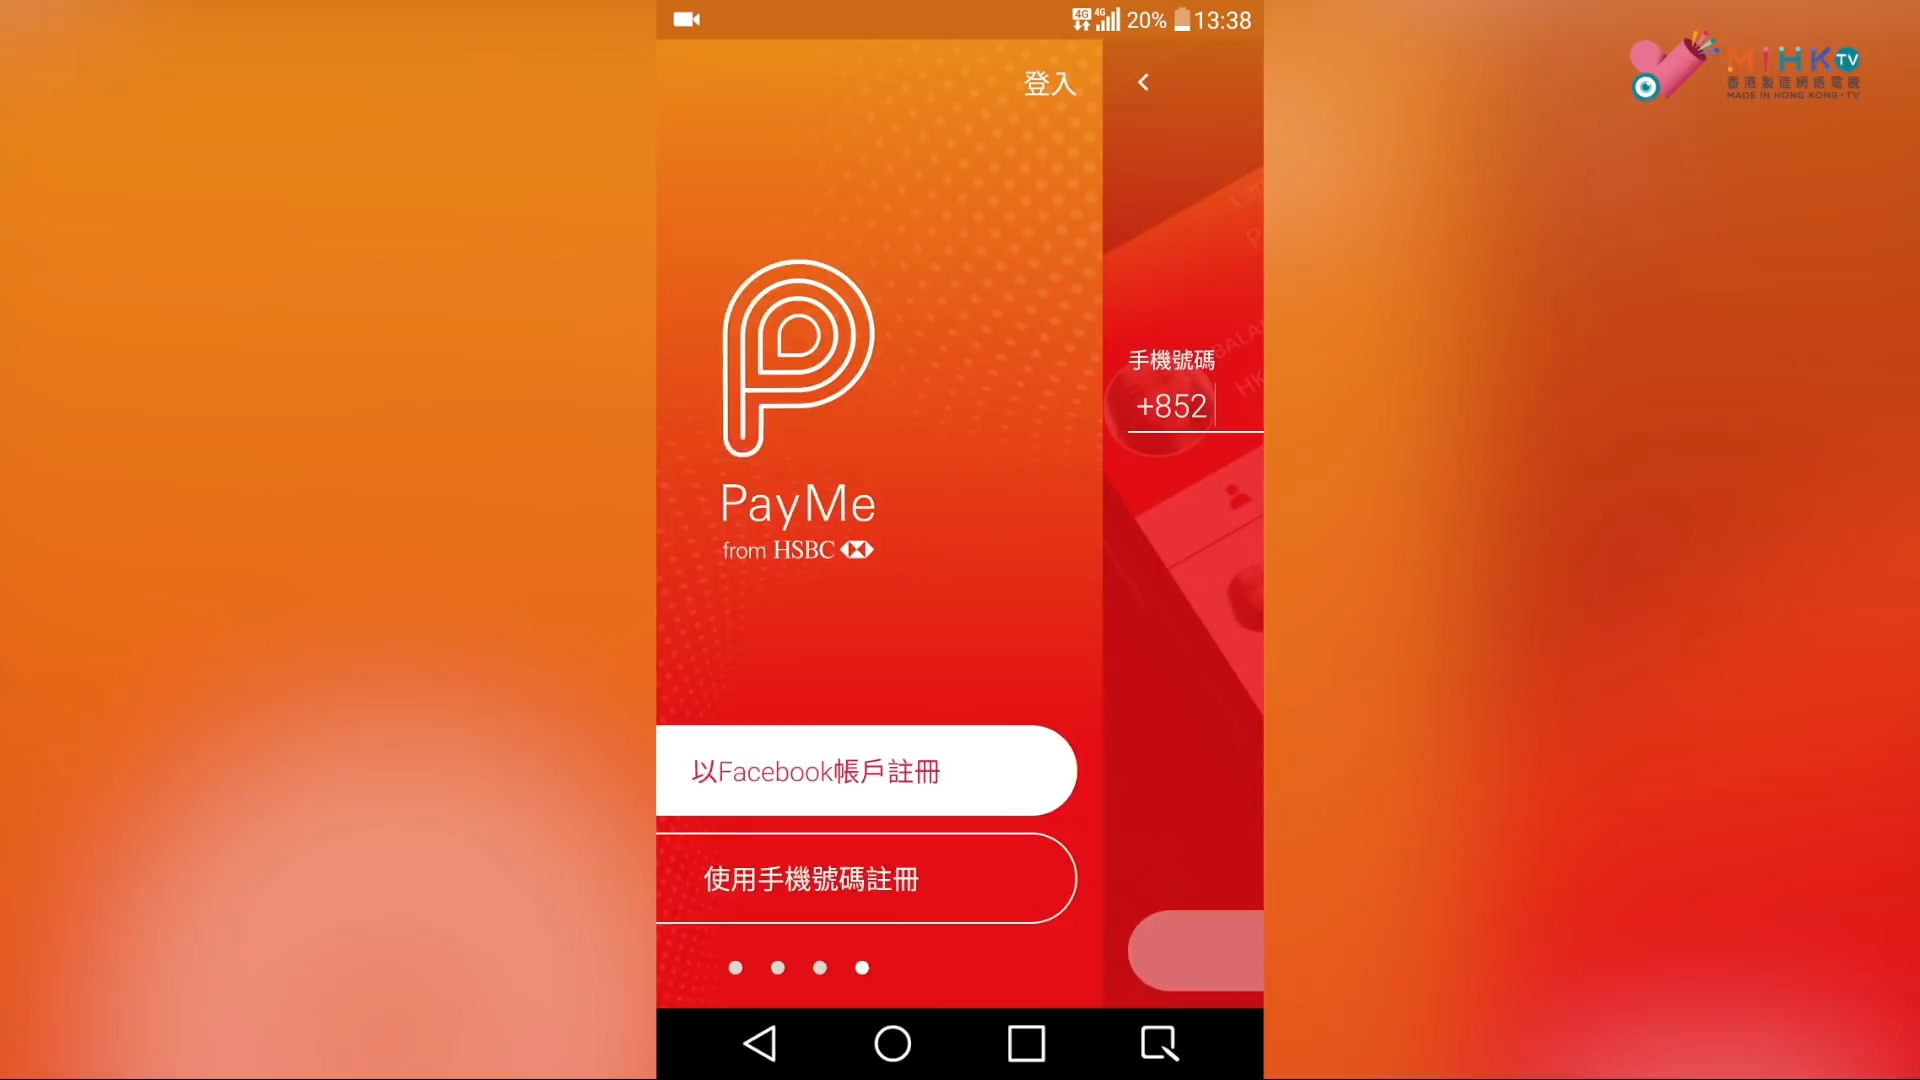 4G 4G 20% 13:38
登入
MiHK TV
香港製造網絡電視
MADE IN HONG KONG · TV
手機號碼
+852
PayMe
from HSBC
以Facebook帳戶註冊
使用手機號碼註冊